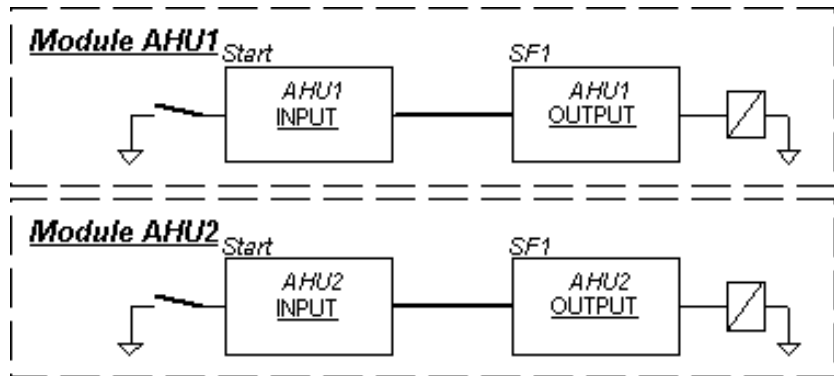 Module AHU1
Start
SF1
AHU1
INPUT
AHU1
OUTPUT
Module AHU2
Start
SF1
AHU2
INPUT
AHU2
OUTPUT